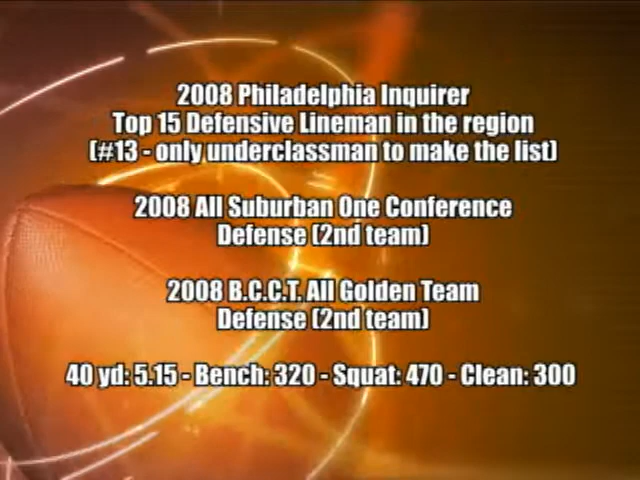 2008 Philadelphia Inquirer
Top 15 Defensive Lineman in the region
(#13 - only underclassman to make the list)
2008 All Suburban One Conference
Defense (2nd team)
2008 B.C.C.T. All Golden Team
Defense (2nd team)
40 yd: 5.15 - Bench: 320 - Squat: 470 - Clean: 300